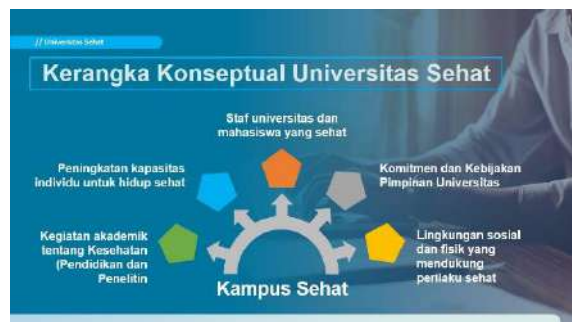 // Universitas Sehat
Kerangka Konseptual Universitas Sehat
Staf universitas dan
mahasiswa yang sehat
Peningkatan kapasitas
individu untuk hidup sehat
Komitmen dan Kebijakan
Pimpinan Universitas
Kegiatan akademik
tentang Kesehatan
(Pendidikan dan
Penelitin
Lingkungan sosial
dan fisik yang
mendukung
perilaku sehat
Kampus Sehat